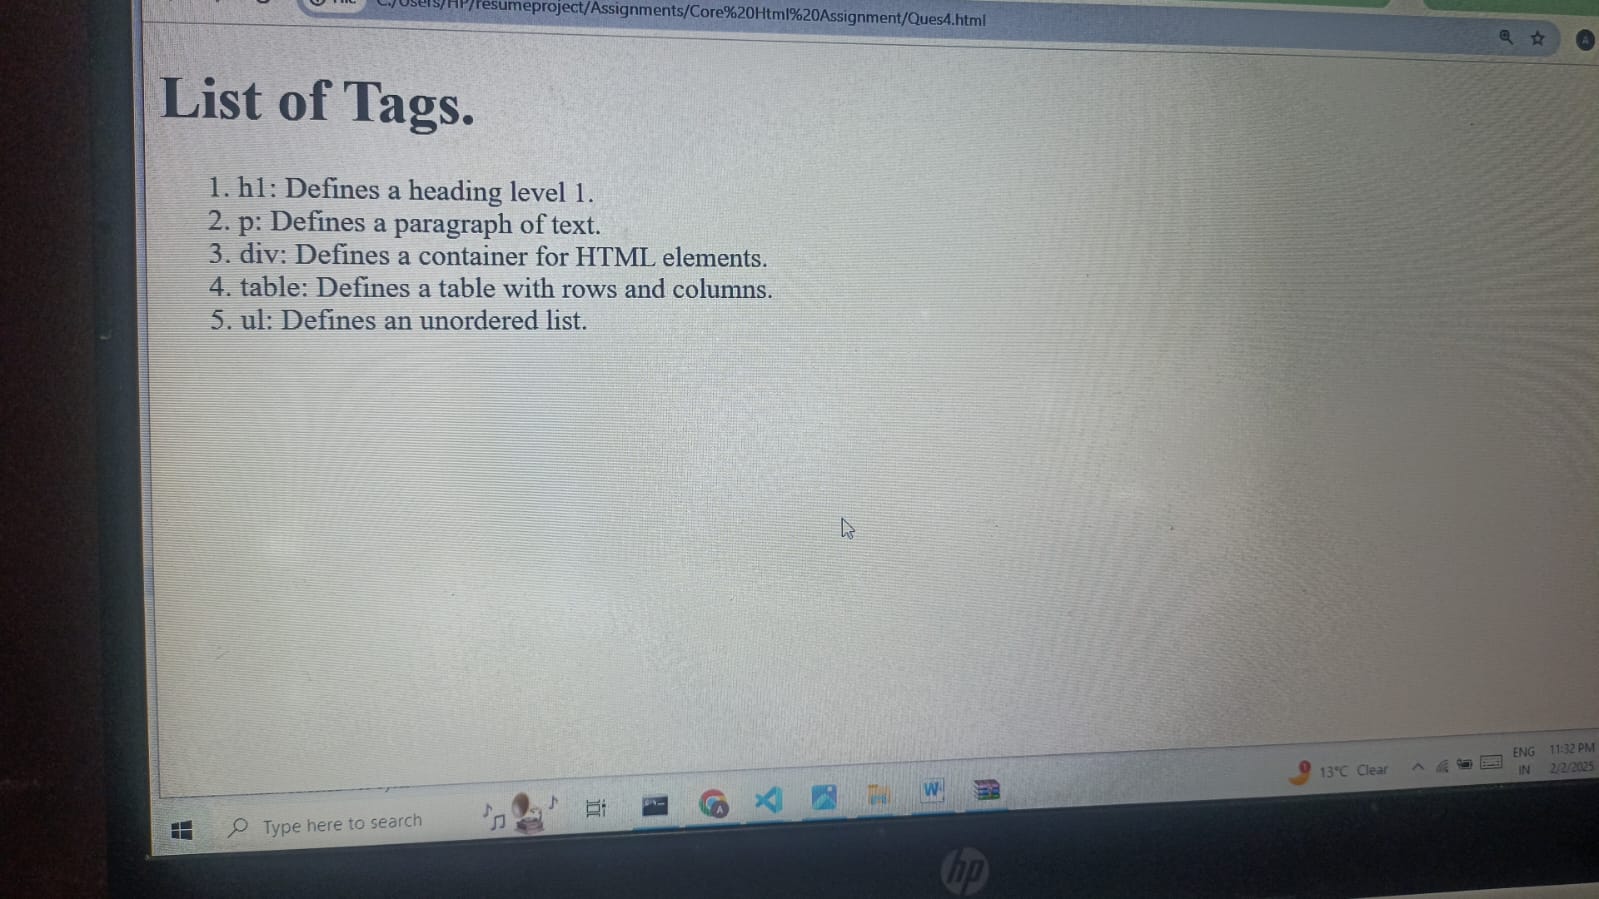 C:/Users/HP/resumeproject/Assignments/Core%20Html%20Assignment/Ques4.html
List of Tags.
1. h1: Defines a heading level 1.
2. p: Defines a paragraph of text.
3. div: Defines a container for HTML elements.
4. table: Defines a table with rows and columns.
5. ul: Defines an unordered list.
Type here to search
13°C Clear
ENG
IN
11:32 PM
2/2/2025
hp